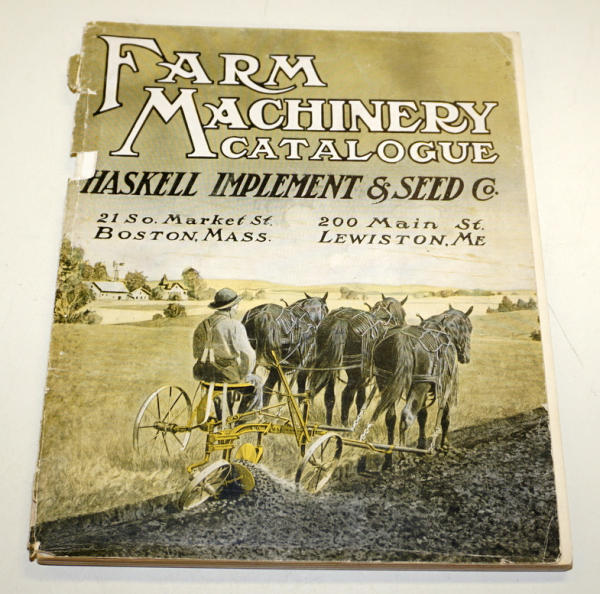 FARM
MACHINERY
CATALOGUE
HASKELL IMPLEMENT & SEED CO.
21 So. Market St. 200 Main St.
BOSTON, MASS. LEWISTON, ME